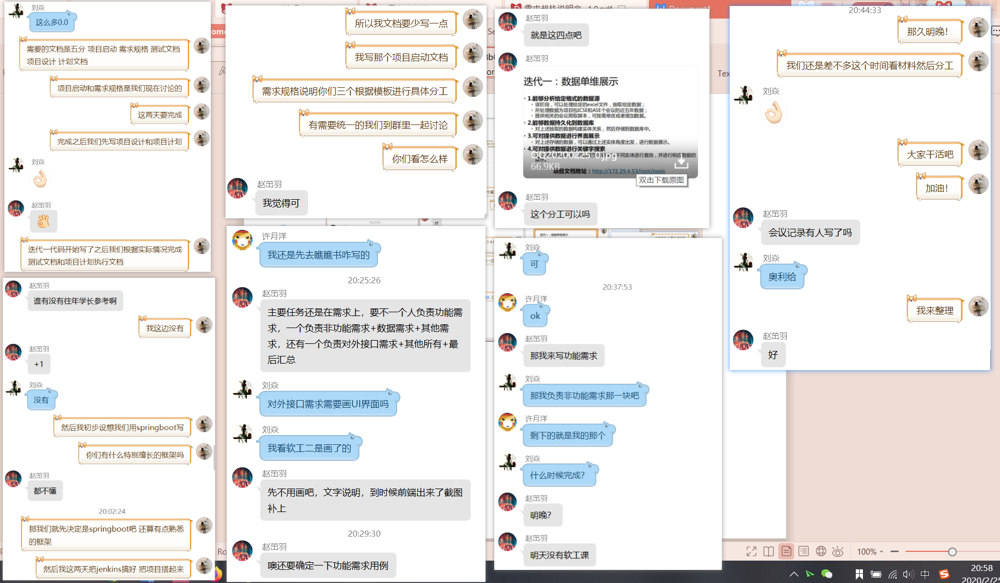 刘焱
这么多0.0
需要的文档是五分 项目启动 需求规格 测试文档
项目设计 计划文档
项目启动和需求规格是我们现在讨论的
这两天要完成
完成之后我们先写项目设计和项目计划
刘焱
赵茁羽
迭代一代码开始写了之后我们根据实际情况完成
测试文档和项目计划执行文档
赵茁羽
谁有没有往年学长参考啊
我这边没有
赵茁羽
+1
刘焱
没有
然后我初步设想我们用springboot写
你们有什么特别擅长的框架吗
赵茁羽
都不懂
20:02:24
那我们就先决定是springboot吧 还算有点熟悉
的框架
然后我这两天把jenkins搞好 把项目搭起来
所以我文档要少写一点
我写那个项目启动文档
需求规格说明你们三个根据模板进行具体分工
有需要统一的我们到群里一起讨论
你们看怎么样
赵茁羽
我觉得可
许月洋
我还是先去瞧瞧书咋写的
20:25:26
赵茁羽
主要任务还是在需求上，要不一个人负责功能需
求，一个负责非功能需求+数据需求+其他需
求，还有一个负责对外接口需求+其他所有+最
后汇总
刘焱
对外接口需求需要画UI界面吗
刘焱
我看软工二是画了的
赵茁羽
先不用画吧，文字说明，到时候前端出来了截图
补上
20:29:30
赵茁羽
噢还要确定一下功能需求用例
赵茁羽
就是这四点吧
赵茁羽
迭代一：数据单维展示
1.能够分析给定格式的数据源
该阶段，可以处理给定的excel文件，抽取给定数据；
所处理数据为项目包ICSE和ASE个会议的近五年数据；
提供相关的会议爬取脚本，可按需修改或者增加数据。
2.能够数据持久化到数据库
对上述抽取的数据构建实体关系，然后存储到数据库中。
3.可对提供数据进行界面展示
对上述存储的数据，可以通过上述实体角度出发，进行数据展示。
4.可对提供数据进行关键字搜索
66.9KB
项目文档地址：http://172.29.4.53/root/oasis
双击下载原图
赵茁羽
这个分工可以吗
刘焱
可
20:37:53
许月洋
ok
赵茁羽
那我来写功能需求
刘焱
那我负责非功能需求那一块吧
许月洋
剩下的就是我的那个
刘焱
什么时候完成？
赵茁羽
明晚？
赵茁羽
明天没有软工课
20:44:33
那久明晚！
我们还是差不多这个时间看材料然后分工
刘焱
大家干活吧
加油！
赵茁羽
会议记录有人写了吗
刘焱
奥利给
我来整理
赵茁羽
好
100%
中
20:58